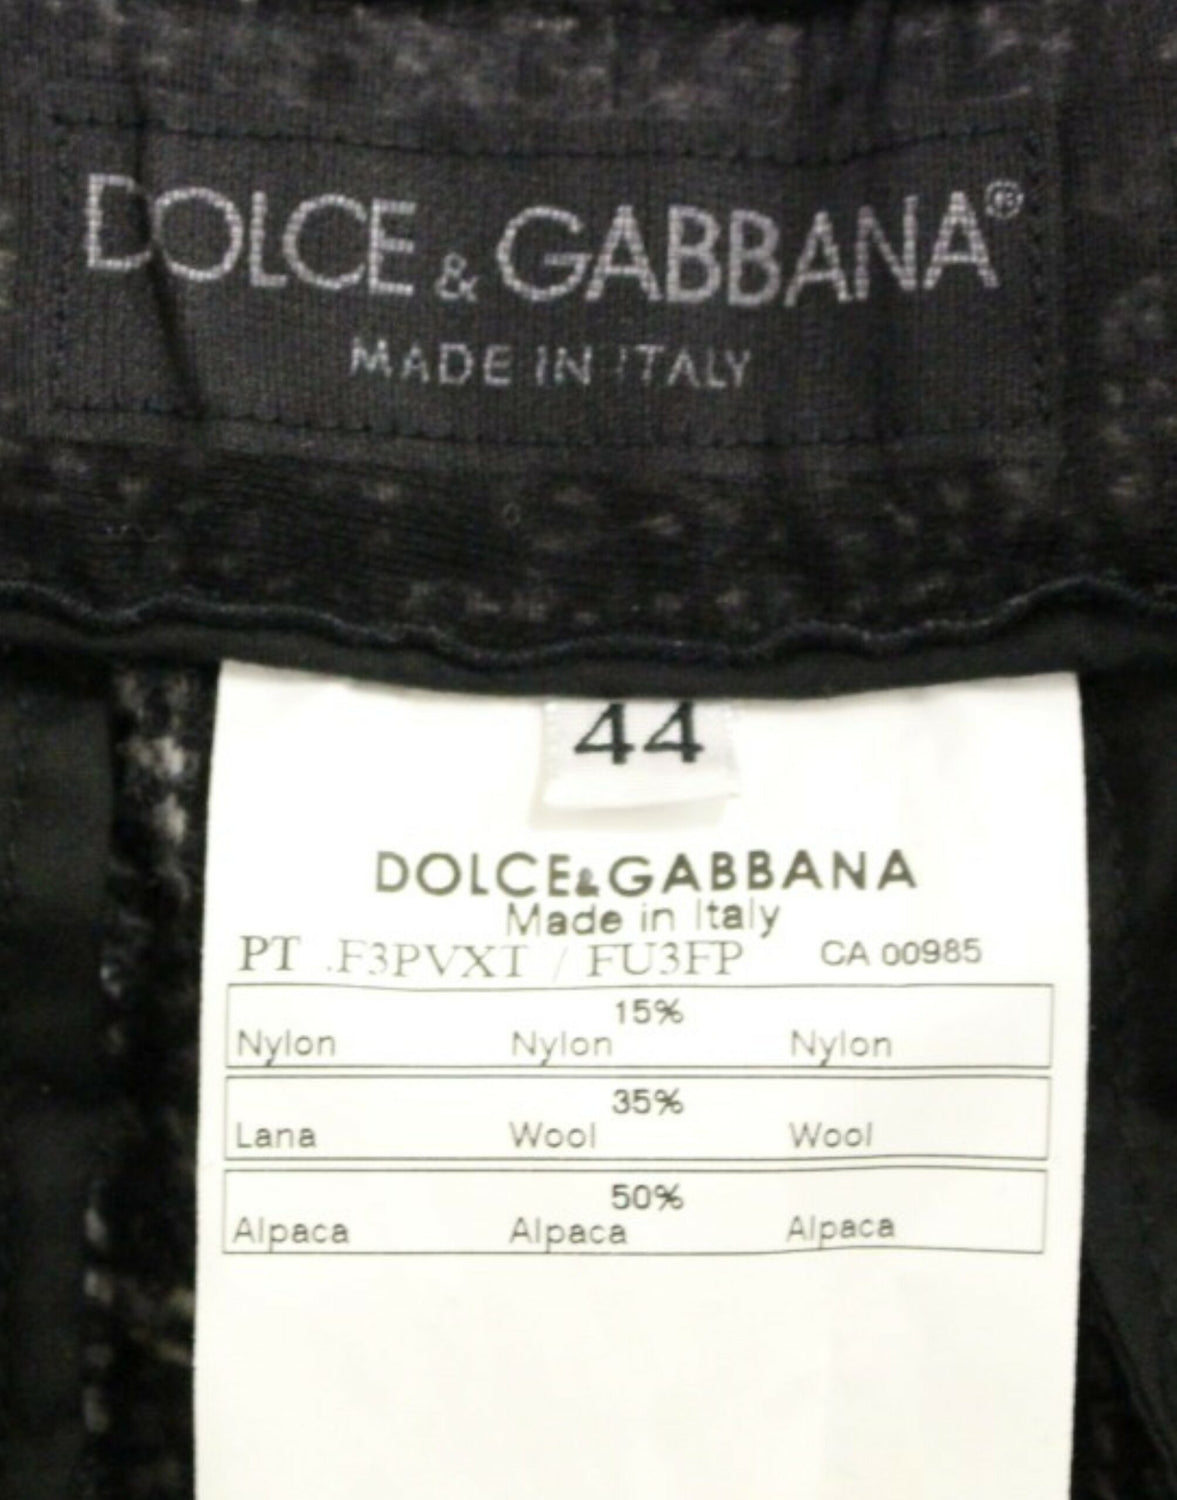 DOLCE & GABBANA®
MADE IN ITALY
44
DOLCE&GABBANA
Made in Italy
PT .F3PVXT / FU3FP CA 00985
15%
Nylon Nylon Nylon
35%
Lana Wool Wool
50%
Alpaca Alpaca Alpaca